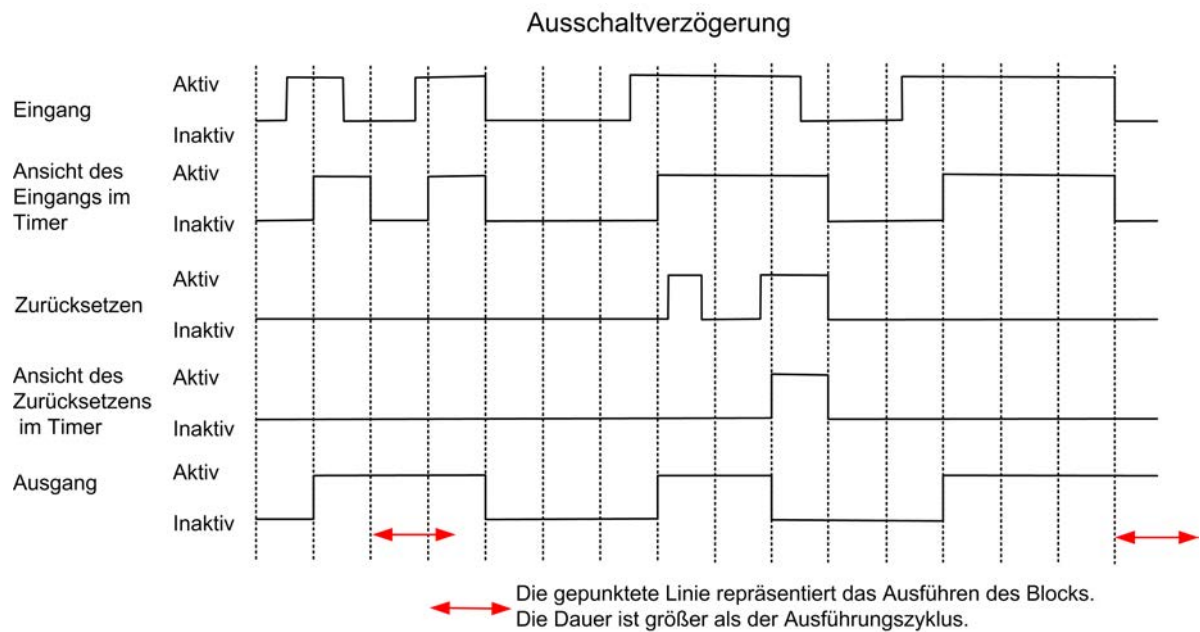 Ausschaltverzögerung
Aktiv
Eingang
Inaktiv
Ansicht des
Eingangs im
Timer
Aktiv
Inaktiv
Aktiv
Zurücksetzen
Inaktiv
Ansicht des
Zurücksetzens
im Timer
Aktiv
Inaktiv
Aktiv
Ausgang
Inaktiv
Die gepunktete Linie repräsentiert das Ausführen des Blocks.
Die Dauer ist größer als der Ausführungszyklus.